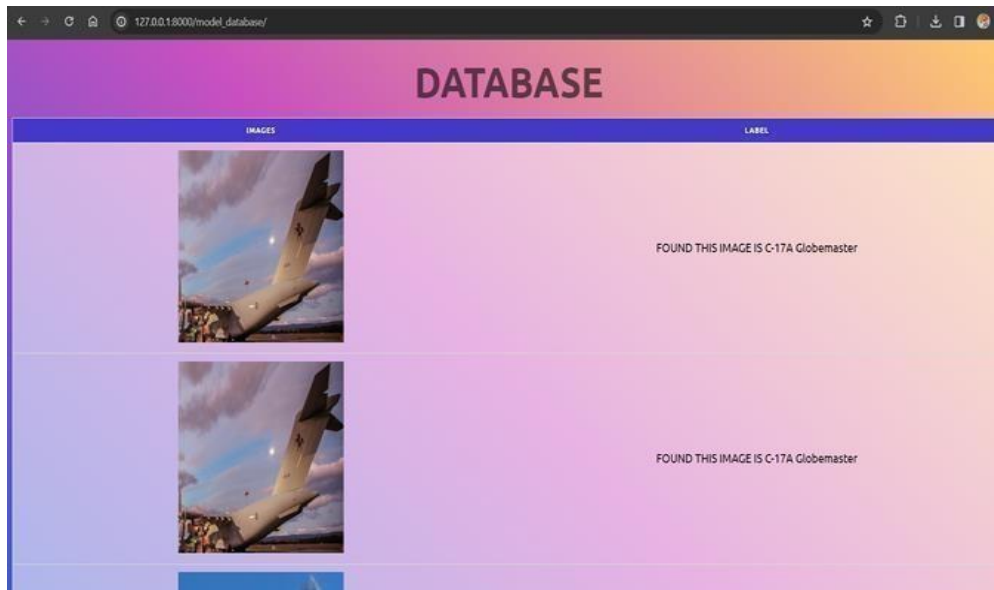 127.0.0.1:8000/model_database/
DATABASE
IMAGES LABEL
FOUND THIS IMAGE IS C-17A Globemaster
FOUND THIS IMAGE IS C-17A Globemaster